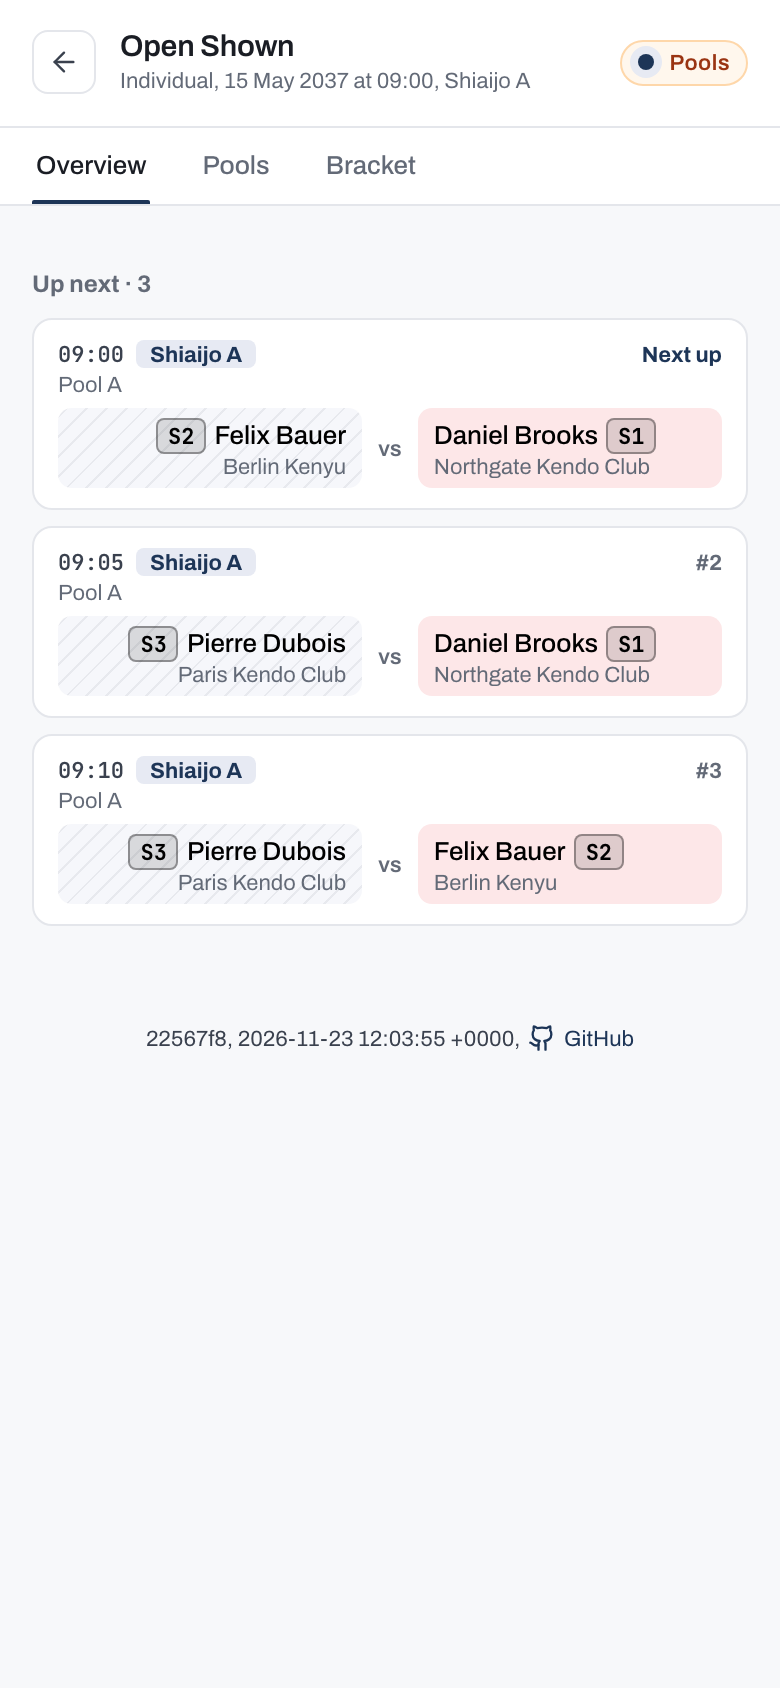 Open Shown
Individual, 15 May 2037 at 09:00, Shiaijo A
Pools
Overview
Pools
Bracket
Up next · 3
09:00 Shiaijo A Next up
Pool A
S2 Felix Bauer vs Daniel Brooks S1
Berlin Kenyu Northgate Kendo Club
09:05 Shiaijo A #2
Pool A
S3 Pierre Dubois vs Daniel Brooks S1
Paris Kendo Club Northgate Kendo Club
09:10 Shiaijo A #3
Pool A
S3 Pierre Dubois vs Felix Bauer S2
Paris Kendo Club Berlin Kenyu
22567f8, 2026-11-23 12:03:55 +0000, GitHub